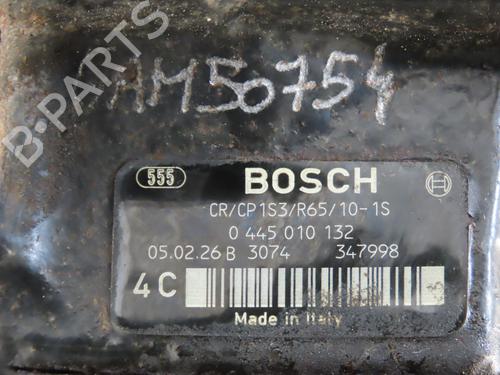 B-PARTS
AM50754
555 BOSCH
CR/CP1S3/R65/10-1S
0 445 010 132
05.02.26 B 3074 347998
4 C
Made in Italy